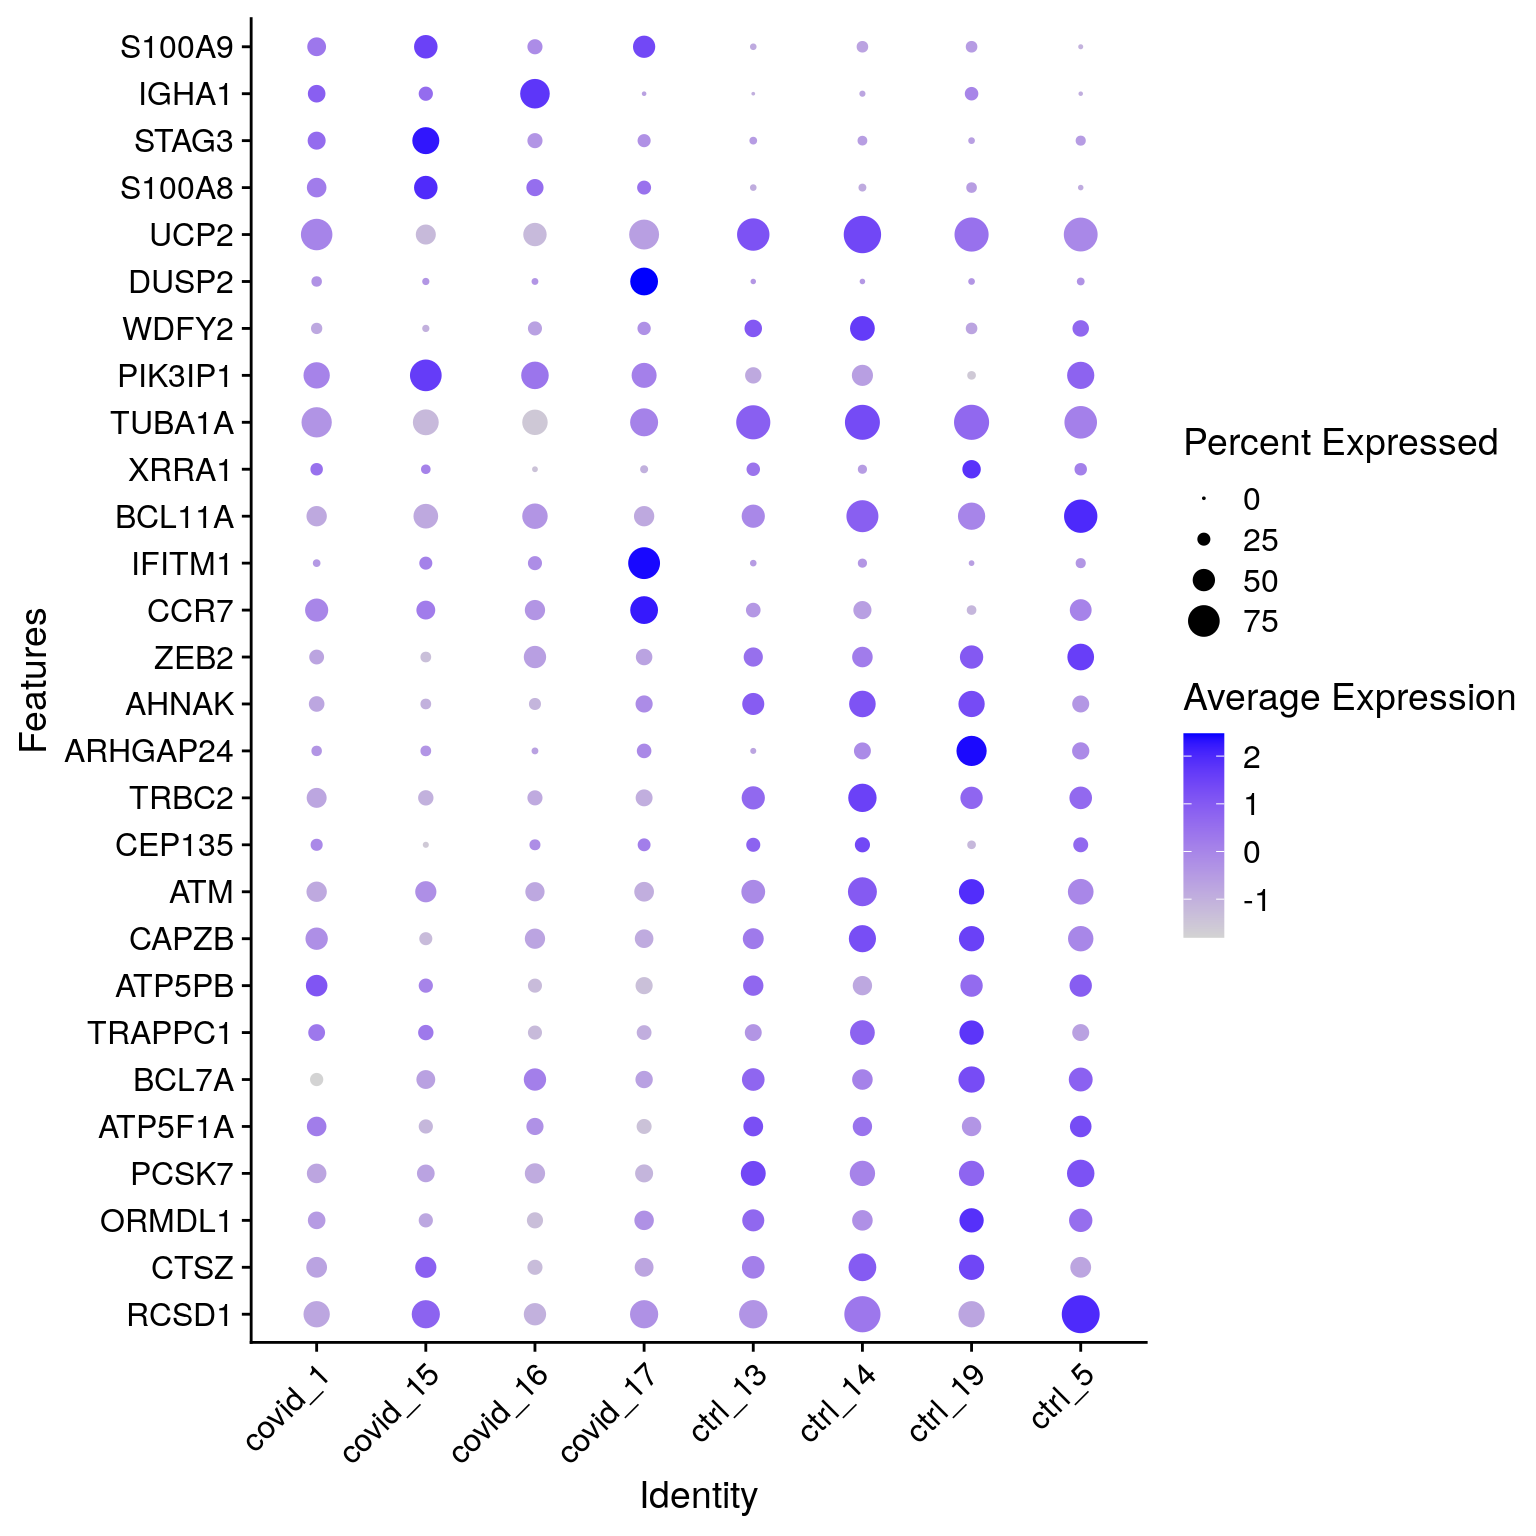 S100A9
IGHA1
STAG3
S100A8
UCP2
DUSP2
WDFY2
PIK3IP1
TUBA1A
XRRA1
BCL11A
IFITM1
CCR7
ZEB2
AHNAK
ARHGAP24
TRBC2
CEP135
ATM
CAPZB
ATP5PB
TRAPPC1
BCL7A
ATP5F1A
PCSK7
ORMDL1
CTSZ
RCSD1
Features
covid_1
covid_15
covid_16
covid_17
ctrl_13
ctrl_14
ctrl_19
ctrl_5
Identity
Percent Expressed
0
25
50
75
Average Expression
2
1
0
-1